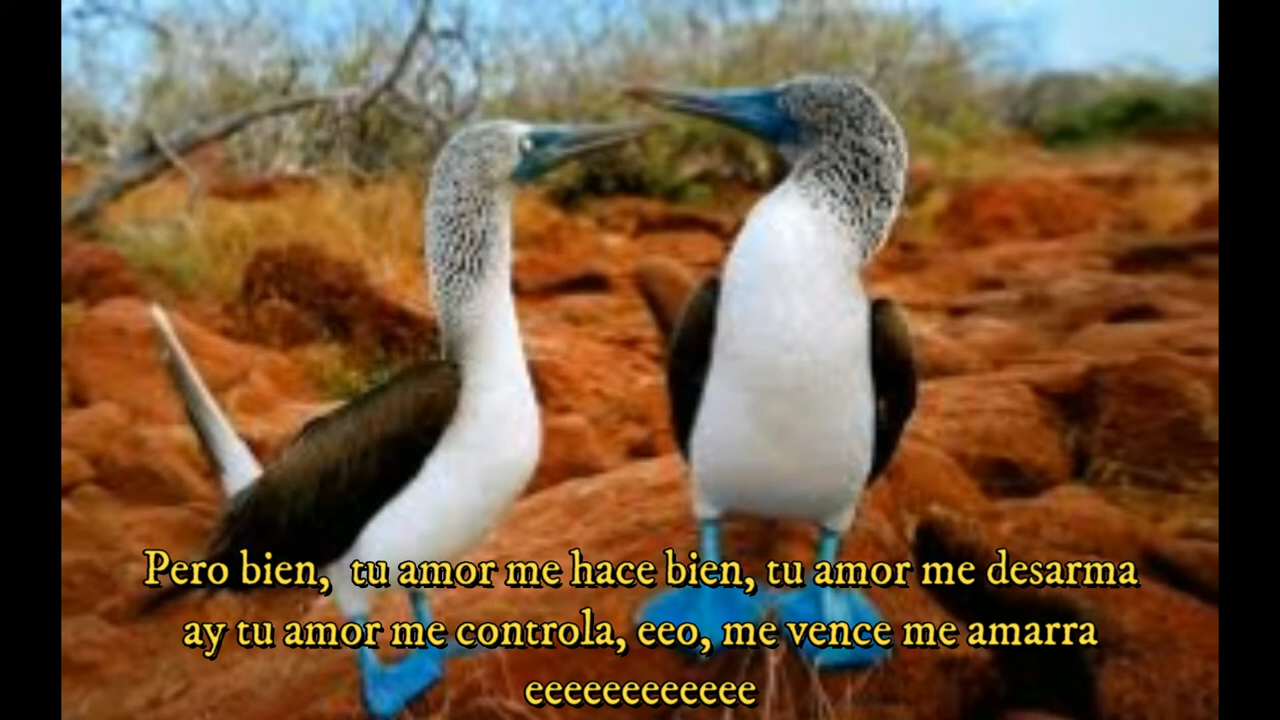 Pero bien, tu amor me hace bien, tu amor me desarma
ay tu amor me controla, eeo, me vence me amarra
eeeeeeeeeeee